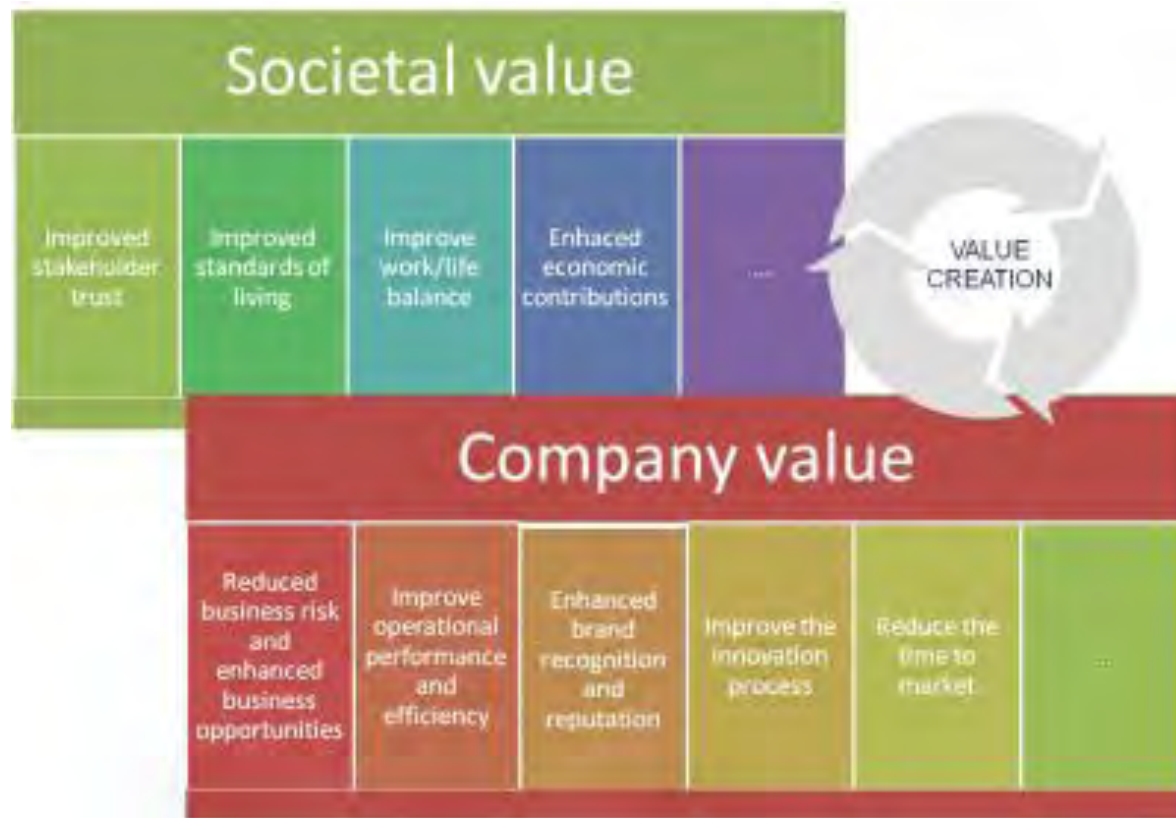 Societal value
Improved
stakeholder
trust
Improved
standards of
living
Improve
work/life
balance
Enhaced
economic
contributions
....
VALUE
CREATION
Company value
Reduced
business risk
and
enhanced
business
opportunities
Improve
operational
performance
and
efficiency
Enhanced
brand
recognition
and
reputation
Improve the
innovation
process
Reduce the
time to
market
...